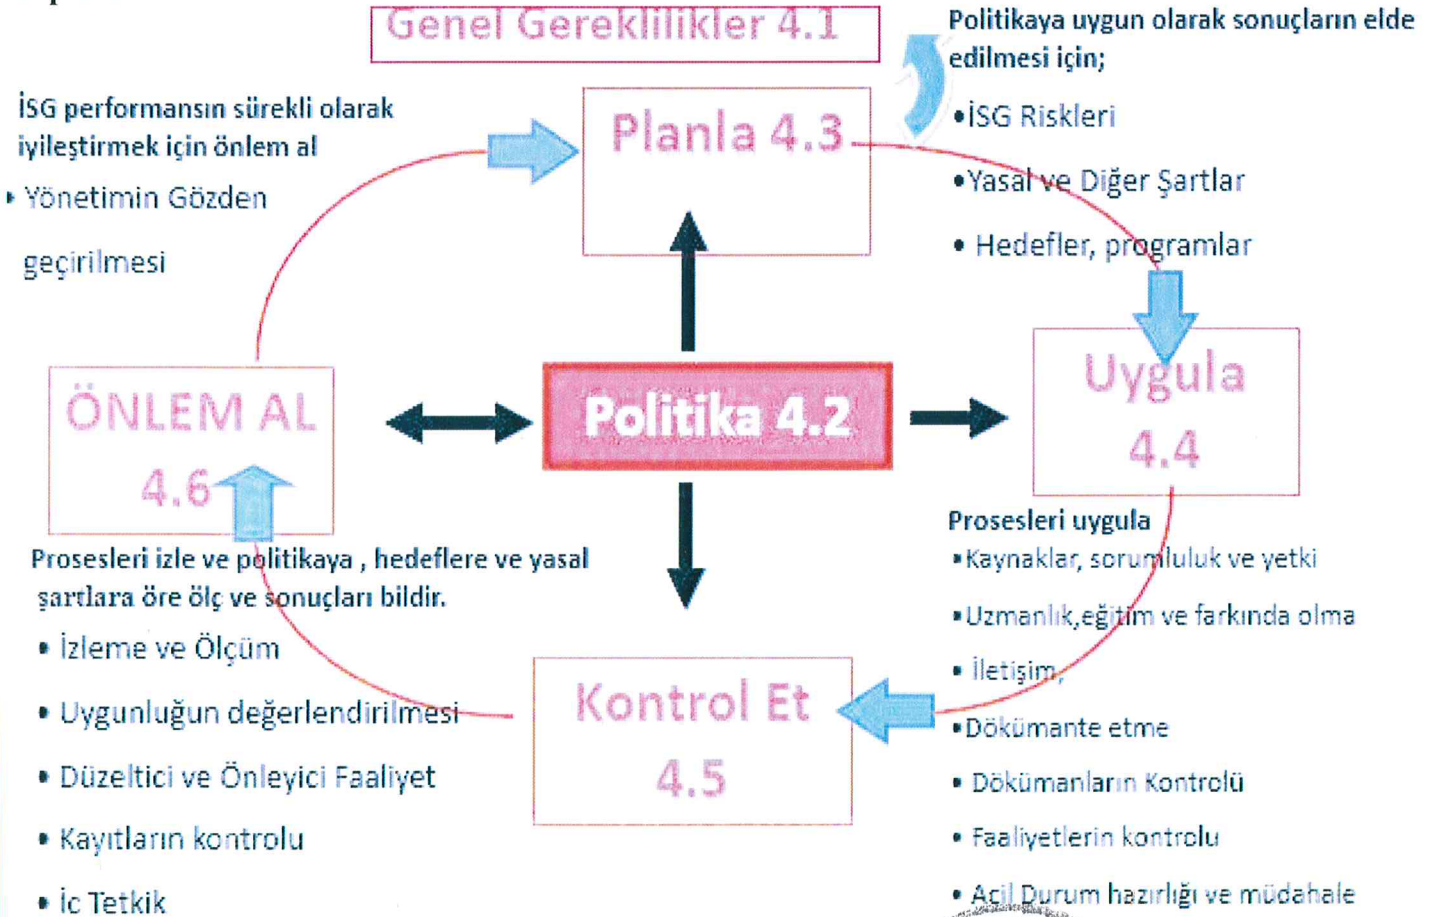 Genel Gereklilikler 4.1
Politikaya uygun olarak sonuçların elde
edilmesi için;
•İSG Riskleri
•Yasal ve Diğer Şartlar
• Hedefler, programlar
İSG performansın sürekli olarak
iyileştirmek için önlem al
• Yönetimin Gözden
geçirilmesi
Planla 4.3
ÖNLEM AL
4.6
Politika 4.2
Uygula
4.4
Prosesleri uygula
•Kaynaklar, sorumluluk ve yetki
•Uzmanlık,eğitim ve farkında olma
• İletişim,
•Dökümante etme
• Dökümanların Kontrolü
• Faaliyetlerin kontrolu
• Acil Durum hazırlığı ve müdahale
Kontrol Et
4.5
Prosesleri izle ve politikaya , hedeflere ve yasal
şartlara öre ölç ve sonuçları bildir.
• İzleme ve Ölçüm
• Uygunluğun değerlendirilmesi
• Düzeltici ve Önleyici Faaliyet
• Kayıtların kontrolu
• İç Tetkik